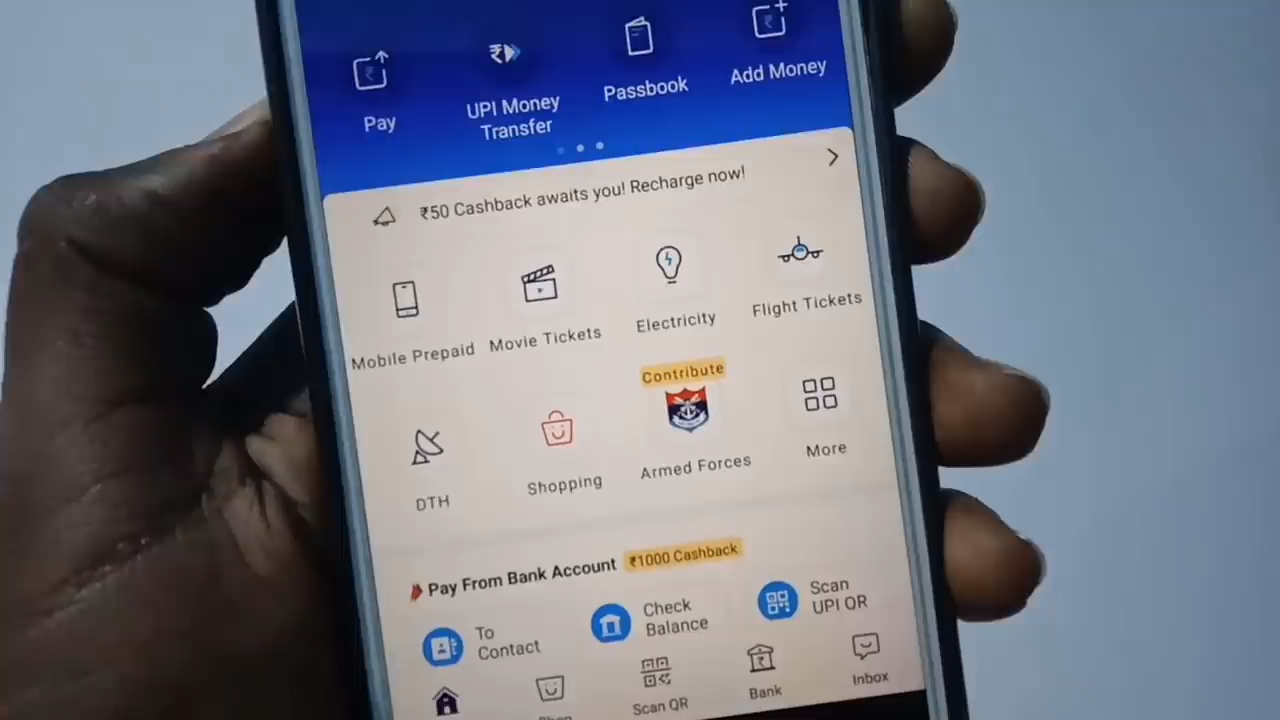 Pay
UPI Money
Transfer
Passbook
Add Money
₹50 Cashback awaits you! Recharge now!
Mobile Prepaid
Movie Tickets
Electricity
Flight Tickets
DTH
Shopping
Contribute
Armed Forces
More
Pay From Bank Account ₹1000 Cashback
To
Contact
Check
Balance
Scan
UPI QR
Scan QR
Bank
Inbox